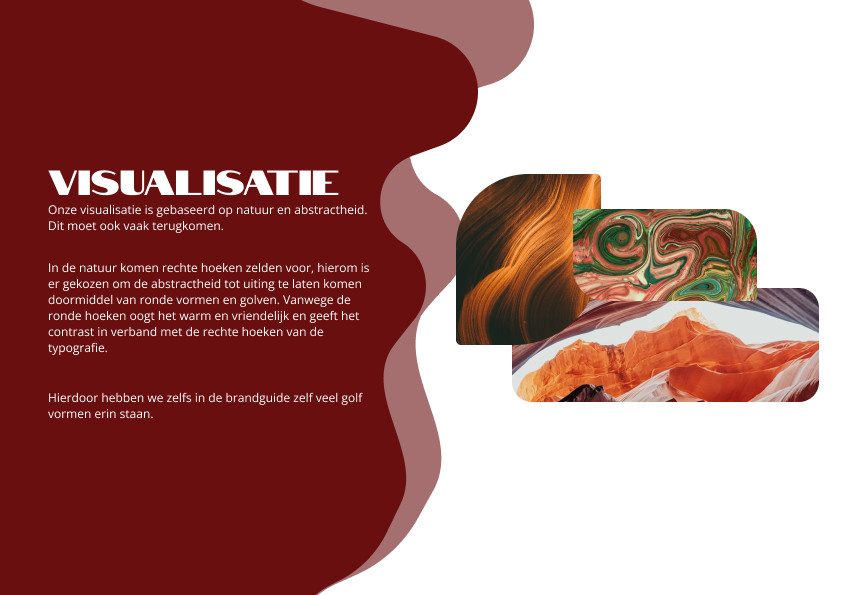 VISUALISATIE
Onze visualisatie is gebaseerd op natuur en abstractheid.
Dit moet ook vaak terugkomen.
In de natuur komen rechte hoeken zelden voor, hierom is
er gekozen om de abstractheid tot uiting te laten komen
doormiddel van ronde vormen en golven. Vanwege de
ronde hoeken oogt het warm en vriendelijk en geeft het
contrast in verband met de rechte hoeken van de
typografie.
Hierdoor hebben we zelfs in de brandguide zelf veel golf
vormen erin staan.